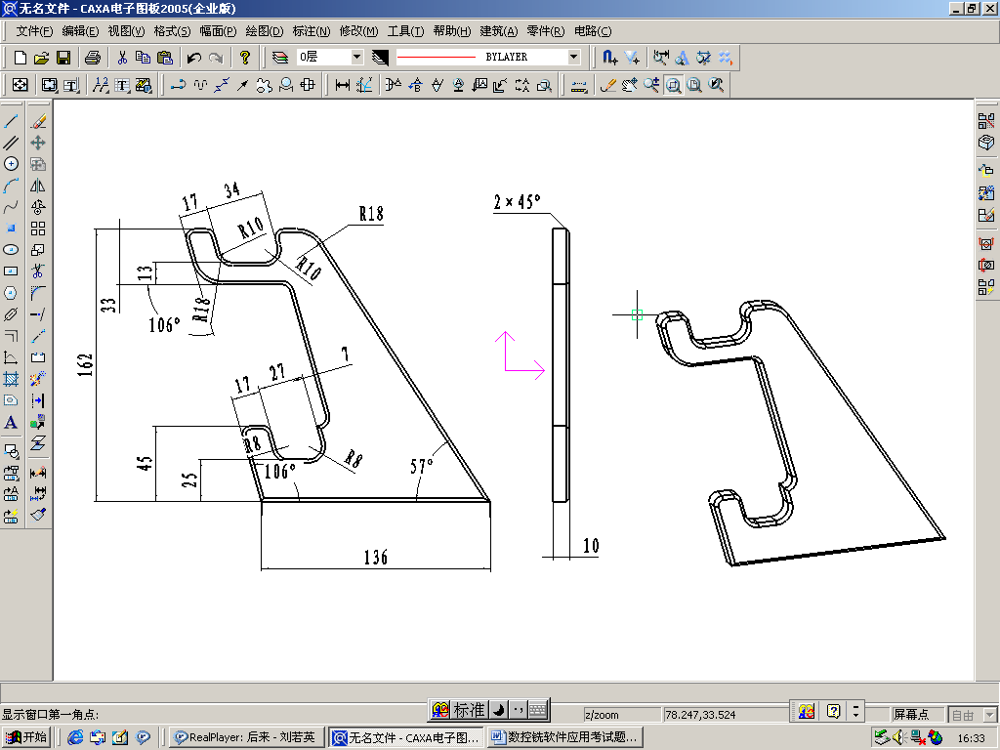 无名文件 - CAXA电子图板2005(企业版)
文件(F) 编辑(E) 视图(V) 格式(S) 幅面(P) 绘图(D) 标注(N) 修改(M) 工具(T) 帮助(H) 建筑(A) 零件(R) 电路(C)
0层 BYLAYER
17 34 R10 R18
R10
13
33
106° R18
162
17 27 7
R8 R8
45
25
106° 57°
136
2×45°
10
显示窗口第一角点: 标准 z/zoom 78.247,33.524 屏幕点 自由
开始 RealPlayer: 后来 - 刘若英 无名文件 - CAXA电子图... 数控铣软件应用考试题... 16:33